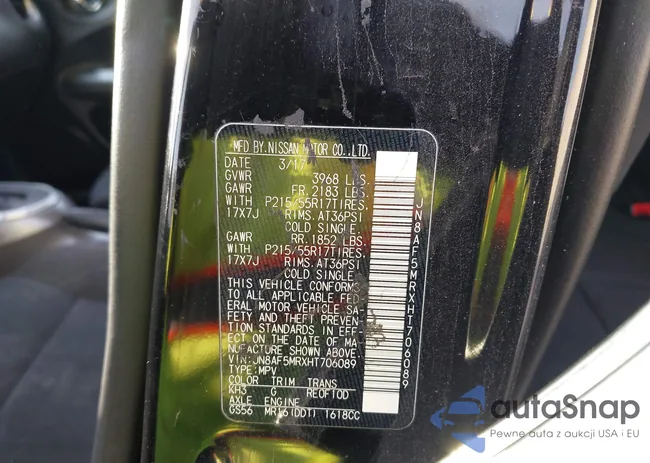 MFD BY. NISSAN MOTOR CO., LTD.
DATE 3/17
GVWR 3968 LBS.
GAWR FR. 2183 LBS.
WITH P215/55R17TIRES.
17X7J RIMS. AT36PSI
COLD SINGLE.
GAWR RR. 1852 LBS.
WITH P215/55R17TIRES.
17X7J RIMS. AT36PSI
COLD SINGLE.
THIS VEHICLE CONFORMS
TO ALL APPLICABLE FED-
ERAL MOTOR VEHICLE SA-
FETY AND THEFT PREVEN-
TION STANDARDS IN EFF-
ECT ON THE DATE OF MA-
NUFACTURE SHOWN ABOVE.
VIN:JN8AF5MRXHT706089
TYPE:MPV
COLOR TRIM TRANS
KH3 G RE0F10D
AXLE ENGINE
GS56 MR16(DDT) 1618CC
JN8AF5MRXHT706089
autoSnap
Pewne auta z aukcji USA i EU